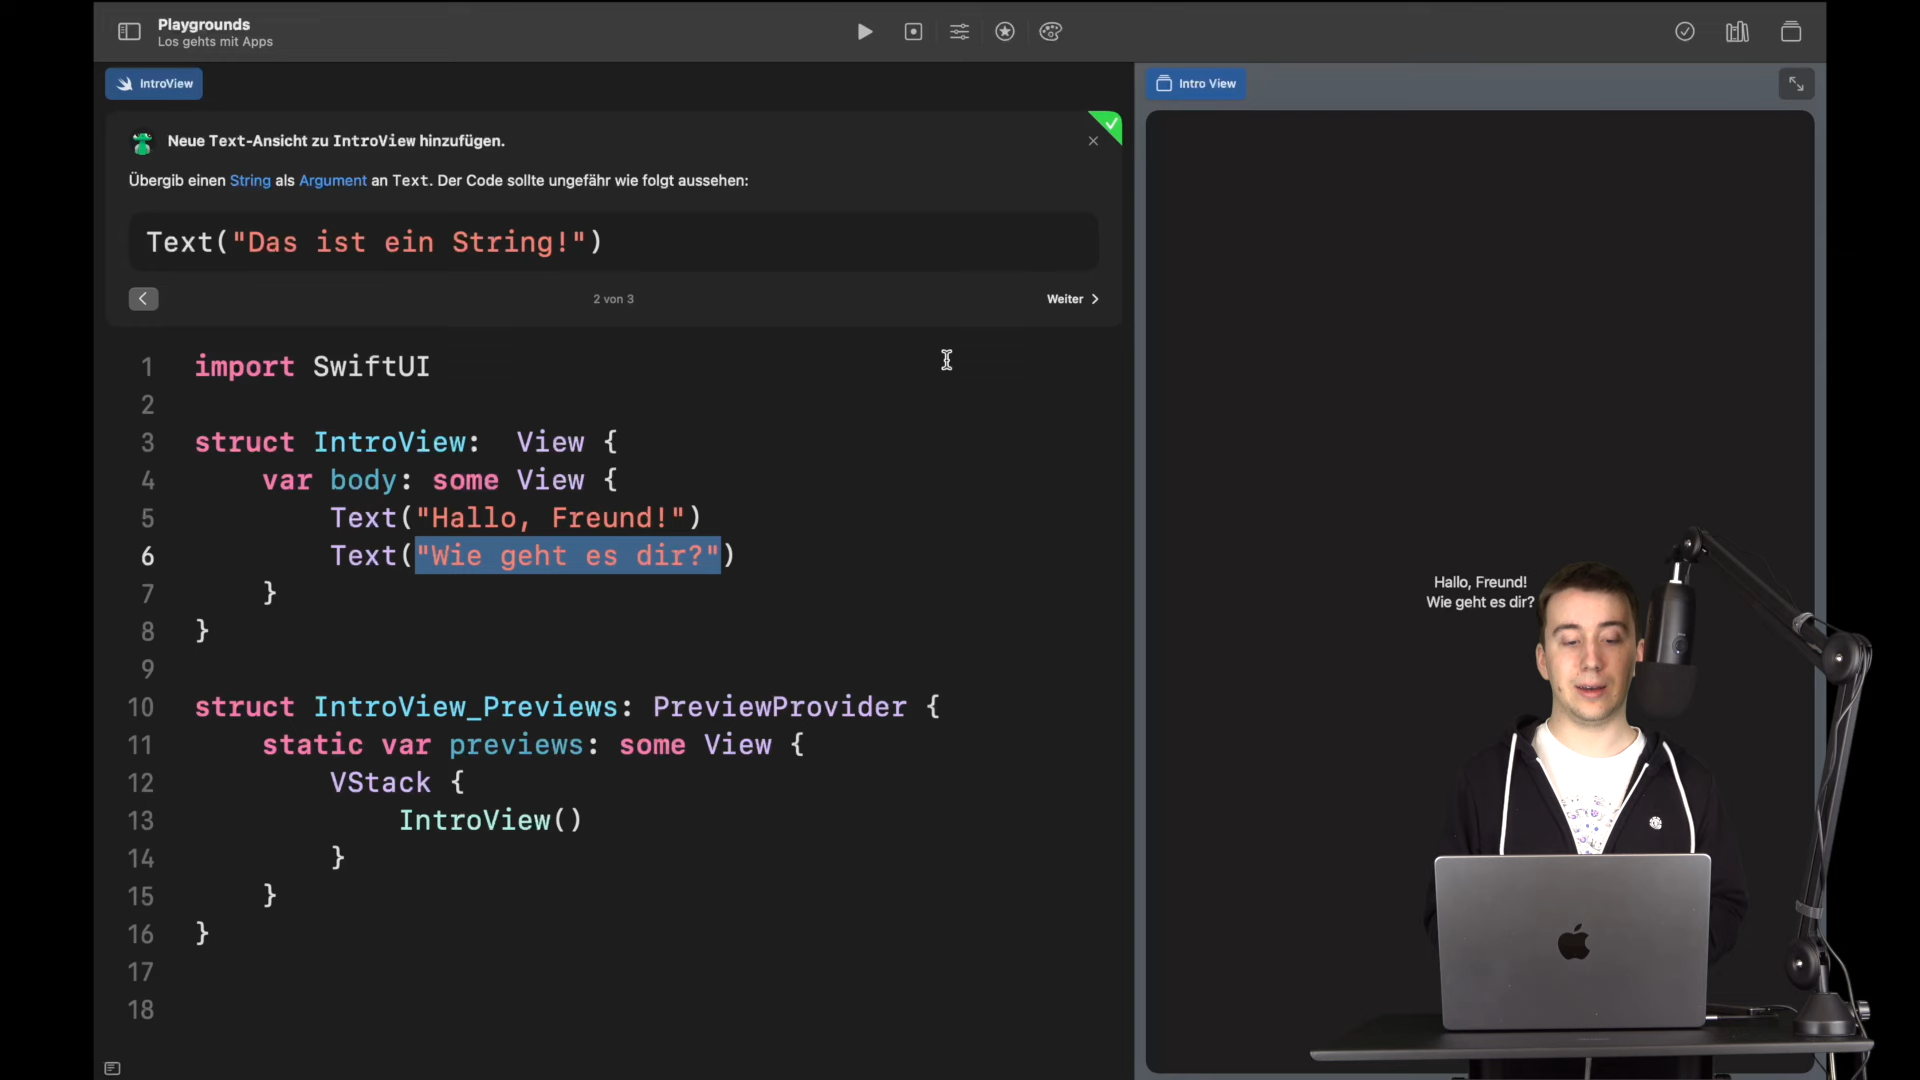 Playgrounds
Los gehts mit Apps
IntroView
Neue Text-Ansicht zu IntroView hinzufügen.
Übergib einen String als Argument an Text. Der Code sollte ungefähr wie folgt aussehen:
Text("Das ist ein String!")
2 von 3
Weiter
1 import SwiftUI
2
3 struct IntroView:  View {
4 var body: some View {
5 Text("Hallo, Freund!")
6 Text("Wie geht es dir?")
7 }
8 }
9
10 struct IntroView_Previews: PreviewProvider {
11 static var previews: some View {
12 VStack {
13 IntroView()
14 }
15 }
16 }
17
18
Intro View
Hallo, Freund!
Wie geht es dir?